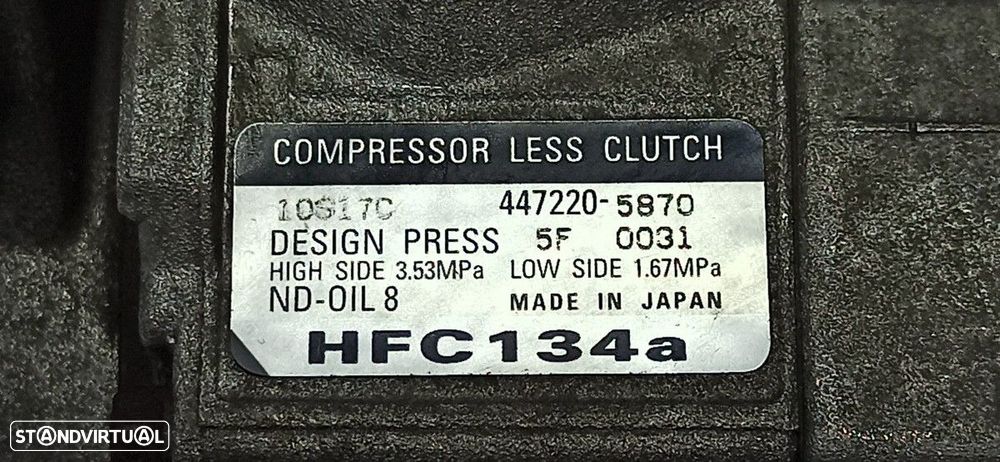 COMPRESSOR LESS CLUTCH
10S17C 447220-5870
DESIGN PRESS 5F 0031
HIGH SIDE 3.53MPa LOW SIDE 1.67MPa
ND-OIL 8 MADE IN JAPAN
HFC134a
STANDVIRTUAL